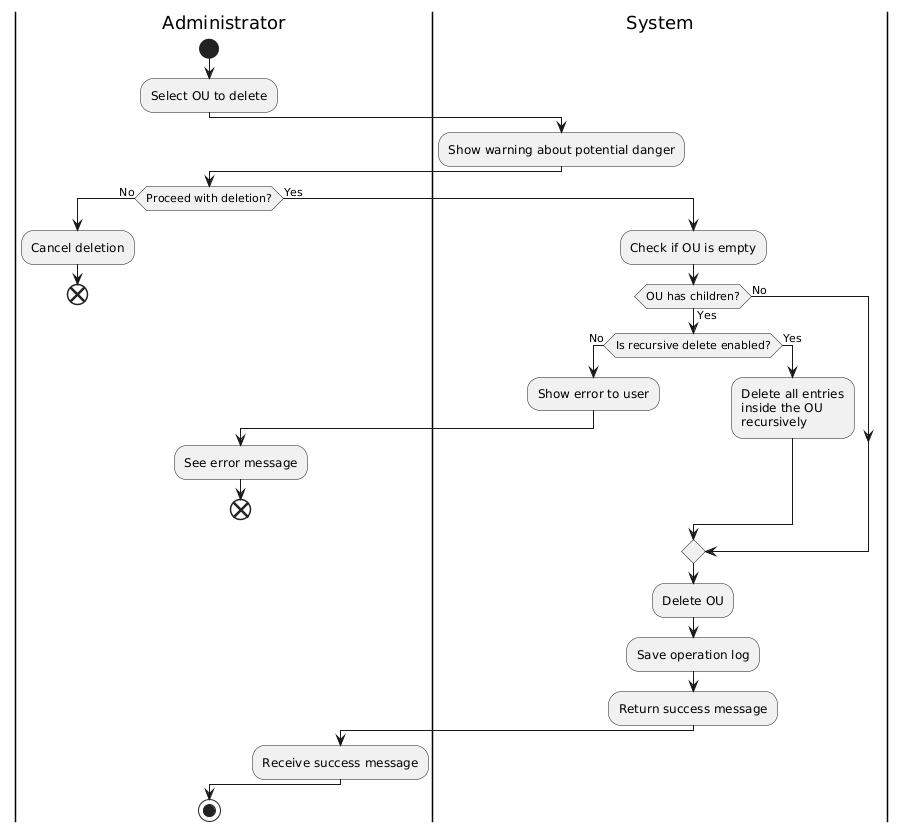 Administrator
System
Select OU to delete
Show warning about potential danger
No
Proceed with deletion?
Yes
Cancel deletion
Check if OU is empty
OU has children?
No
Yes
No
Is recursive delete enabled?
Yes
Show error to user
Delete all entries
inside the OU
recursively
See error message
Delete OU
Save operation log
Return success message
Receive success message